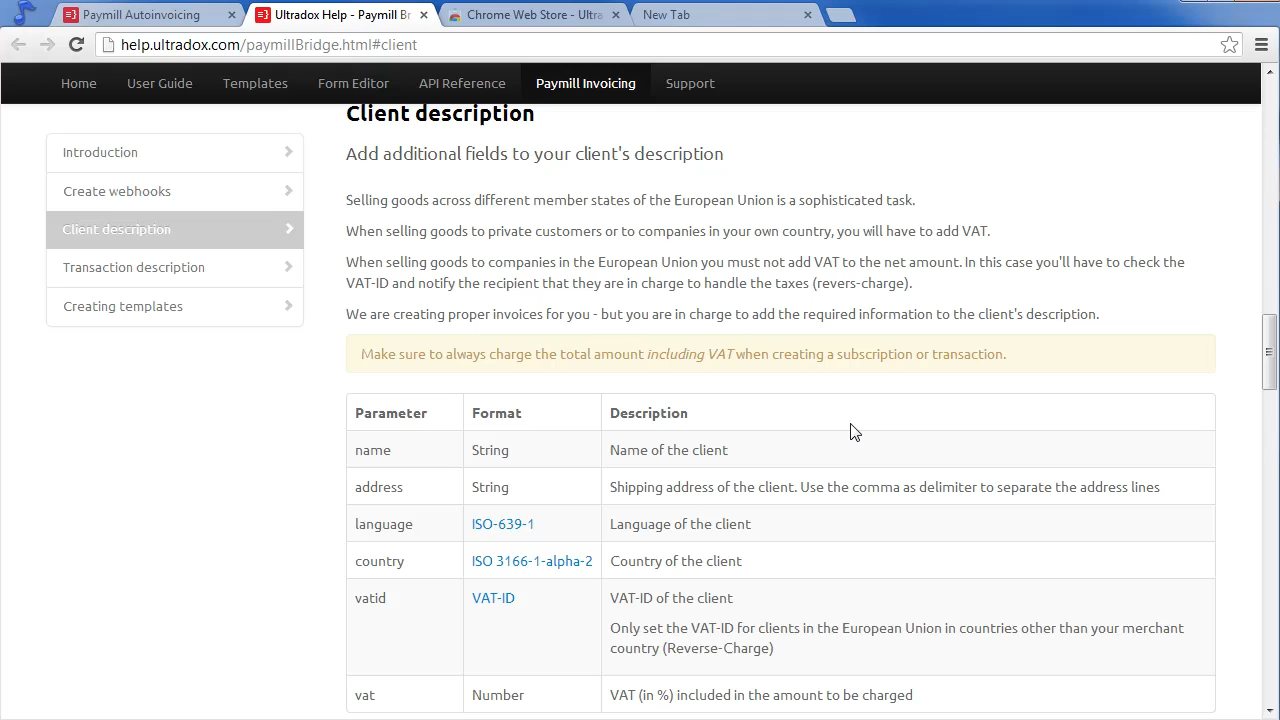 Paymill Autoinvoicing
Ultradox Help - Paymill Br
Chrome Web Store - Ultra
New Tab
help.ultradox.com/paymillBridge.html#client
Home User Guide Templates Form Editor API Reference Paymill Invoicing Support
Introduction
Create webhooks
Client description
Transaction description
Creating templates
Client description
Add additional fields to your client's description
Selling goods across different member states of the European Union is a sophisticated task.
When selling goods to private customers or to companies in your own country, you will have to add VAT.
When selling goods to companies in the European Union you must not add VAT to the net amount. In this case you'll have to check the
VAT-ID and notify the recipient that they are in charge to handle the taxes (revers-charge).
We are creating proper invoices for you - but you are in charge to add the required information to the client's description.
Make sure to always charge the total amount including VAT when creating a subscription or transaction.
Parameter Format Description
name String Name of the client
address String Shipping address of the client. Use the comma as delimiter to separate the address lines
language ISO-639-1 Language of the client
country ISO 3166-1-alpha-2 Country of the client
vatid VAT-ID VAT-ID of the client
Only set the VAT-ID for clients in the European Union in countries other than your merchant
country (Reverse-Charge)
vat Number VAT (in %) included in the amount to be charged